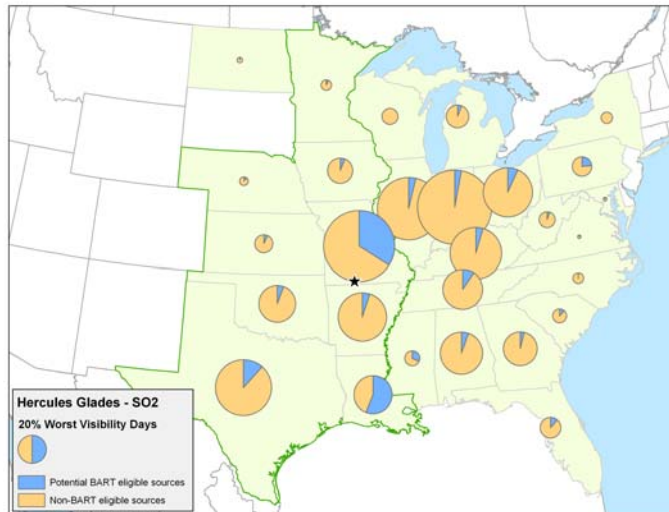 Hercules Glades - SO2
20% Worst Visibility Days
Potential BART eligible sources
Non-BART eligible sources